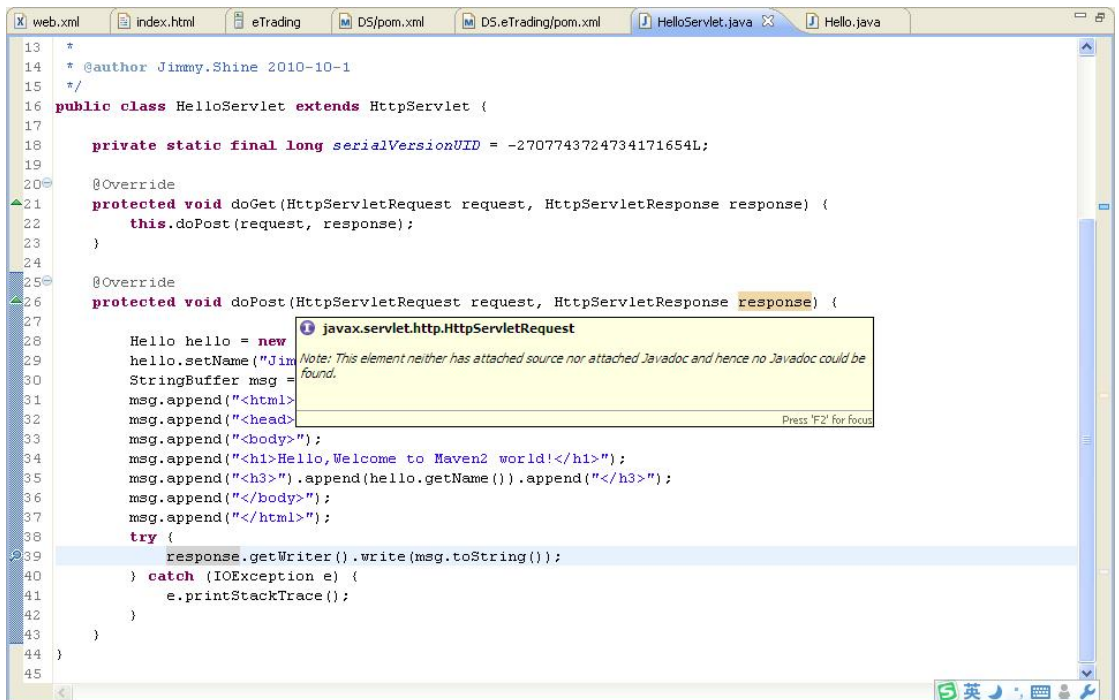 web.xml index.html eTrading DS/pom.xml DS.eTrading/pom.xml HelloServlet.java Hello.java
13 *
14 * @author Jimmy.Shine 2010-10-1
15 */
16 public class HelloServlet extends HttpServlet {
17
18 private static final long serialVersionUID = -2707743724734171654L;
19
20 @Override
21 protected void doGet(HttpServletRequest request, HttpServletResponse response) {
22 this.doPost(request, response);
23 }
24
25 @Override
26 protected void doPost(HttpServletRequest request, HttpServletResponse response) {
27
javax.servlet.http.HttpServletRequest
28 Hello hello = new
29 hello.setName("Jim
Note: This element neither has attached source nor attached Javadoc and hence no Javadoc could be
found.
30 StringBuffer msg =
31 msg.append("<html>
32 msg.append("<head>
Press 'F2' for focus
33 msg.append("<body>");
34 msg.append("<h1>Hello,Welcome to Maven2 world!</h1>");
35 msg.append("<h3>").append(hello.getName()).append("</h3>");
36 msg.append("</body>");
37 msg.append("</html>");
38 try {
39 response.getWriter().write(msg.toString());
40 } catch (IOException e) {
41 e.printStackTrace();
42 }
43 }
44 }
45
英